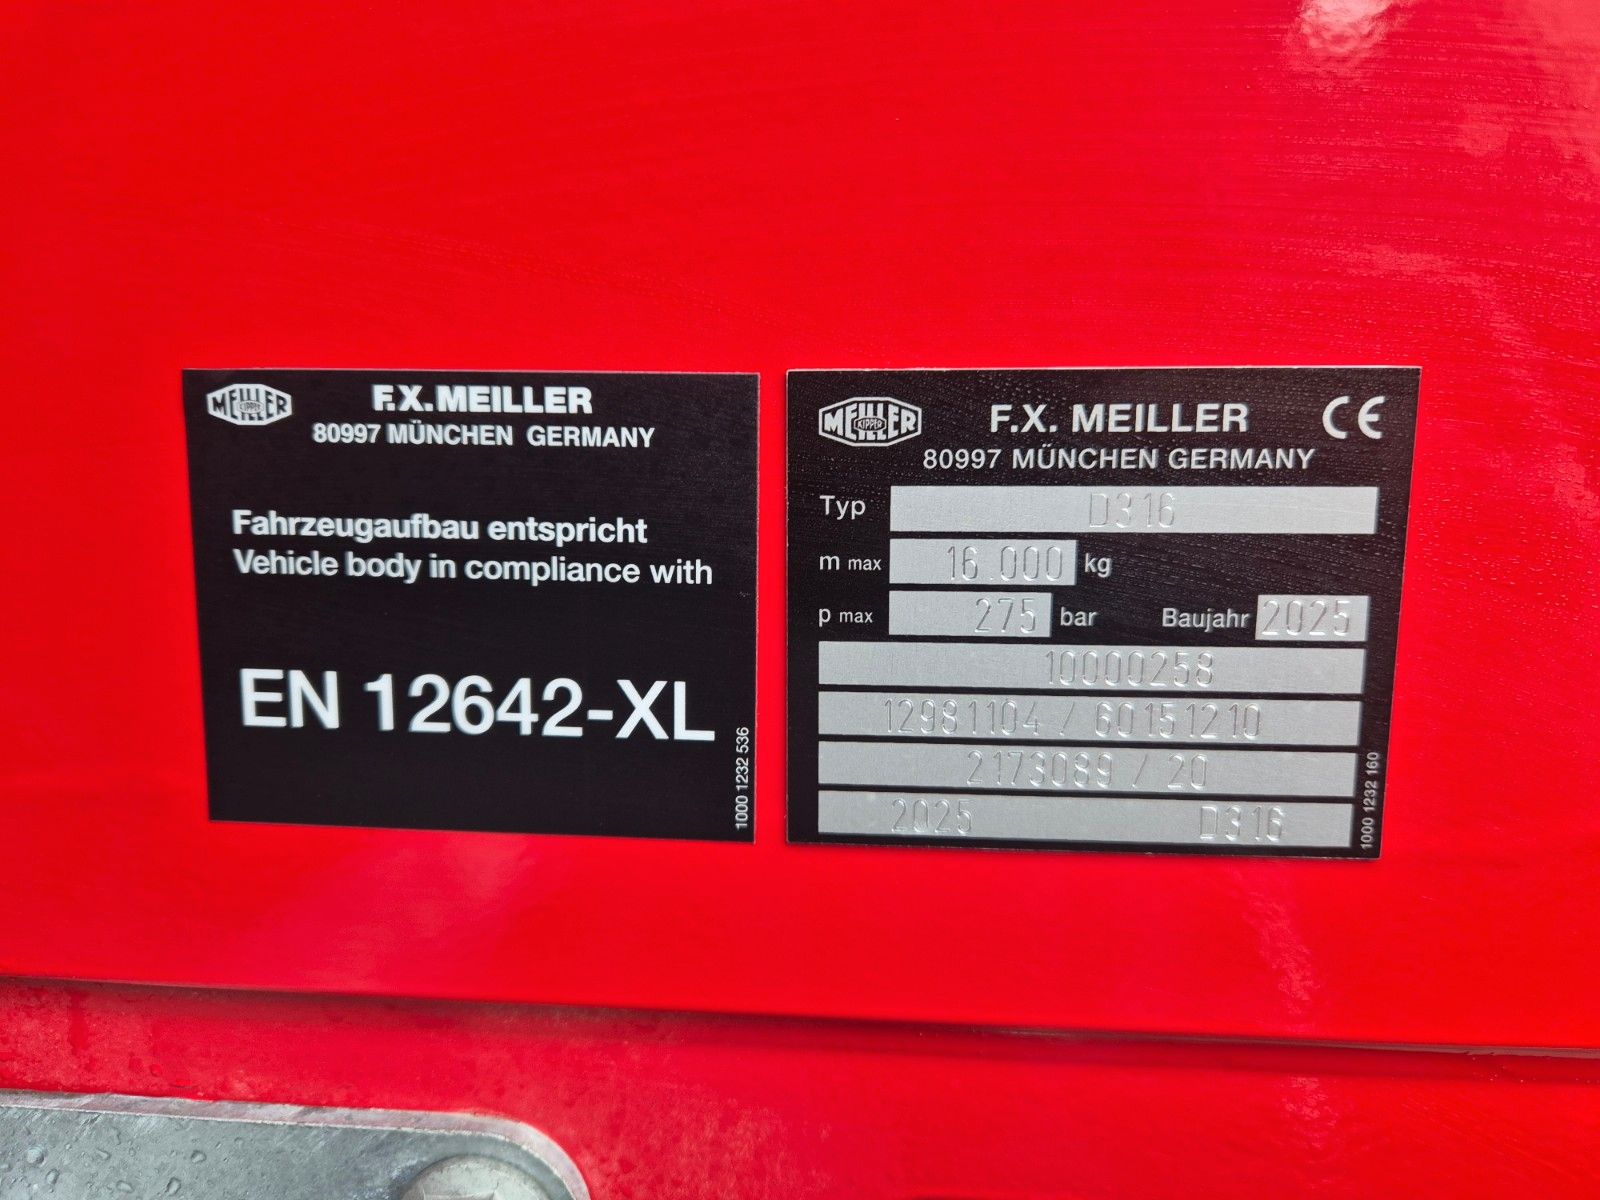 MEILLER
KIPPER
F.X.MEILLER
80997 MÜNCHEN GERMANY
Fahrzeugaufbau entspricht
Vehicle body in compliance with
EN 12642-XL
1000 1232 536
MEILLER
KIPPER
F.X. MEILLER CE
80997 MÜNCHEN GERMANY
Typ D316
m max 16.000 kg
p max 275 bar Baujahr 2025
10000258
12981104 / 60151210
2173089 / 20
2025 D316
1000 1232 160